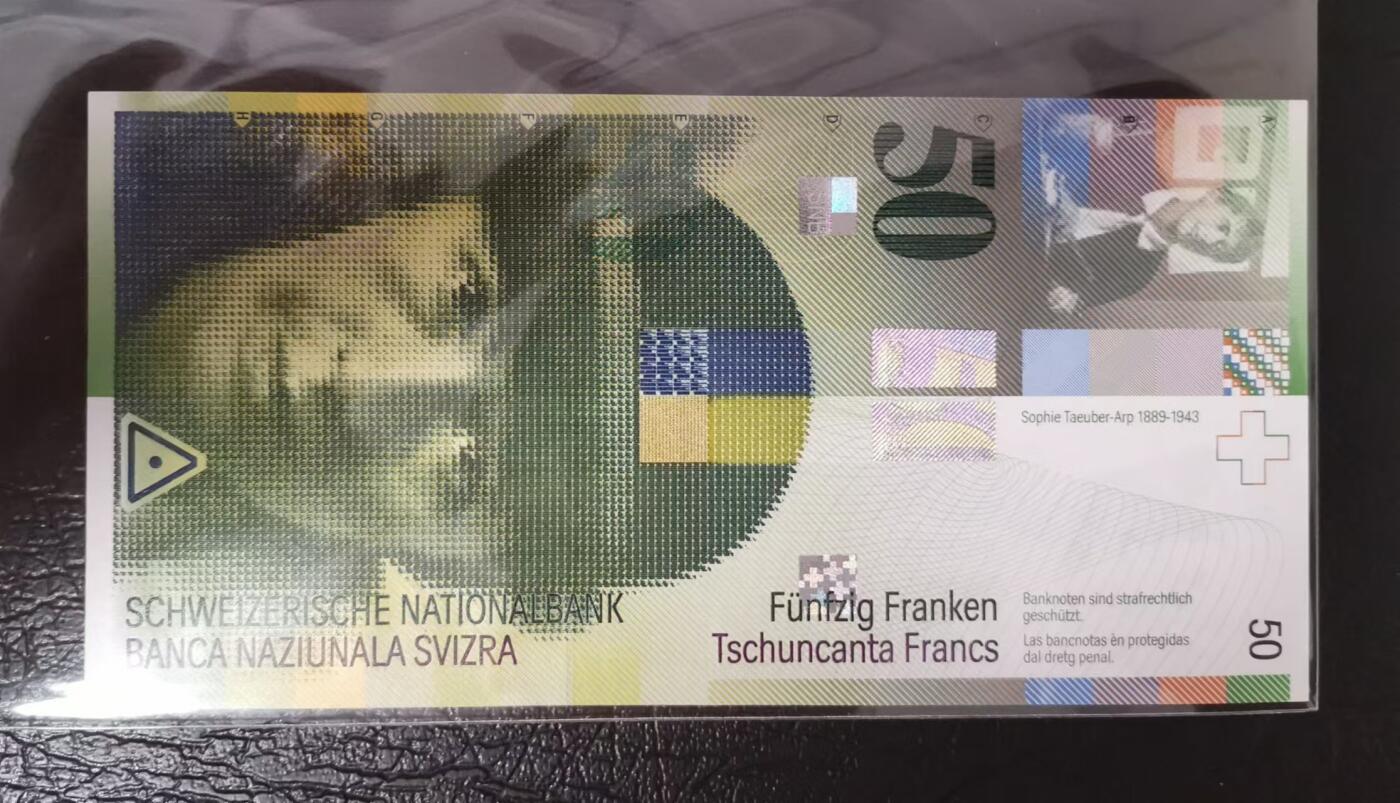 H
G
F
E
D
C
B
A
50
SCHWEIZERISCHE NATIONALBANK
BANCA NAZIUNALA SVIZRA
Fünfzig Franken
Tschuncanta Francs
Sophie Taeuber-Arp 1889-1943
Banknoten sind strafrechtlich
geschützt.
Las bancnotas èn protegidas
dal dretg penal.
50